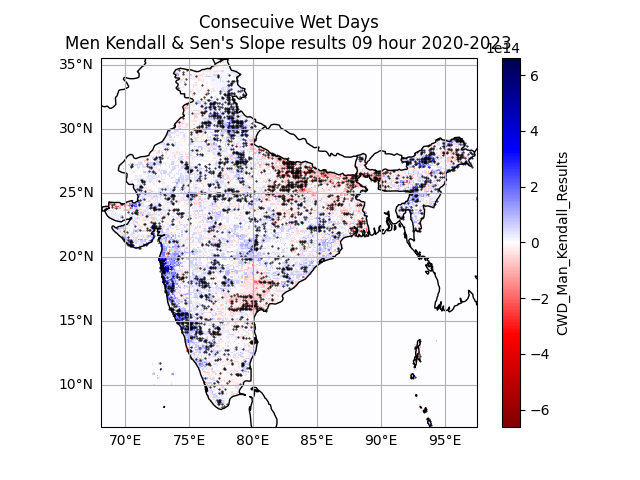 Consecuive Wet Days
Men Kendall & Sen's Slope results 09 hour 2020-2023
1e14
35°N
30°N
25°N
20°N
15°N
10°N
70°E 75°E 80°E 85°E 90°E 95°E
6
4
2
0
−2
−4
−6
CWD_Man_Kendall_Results